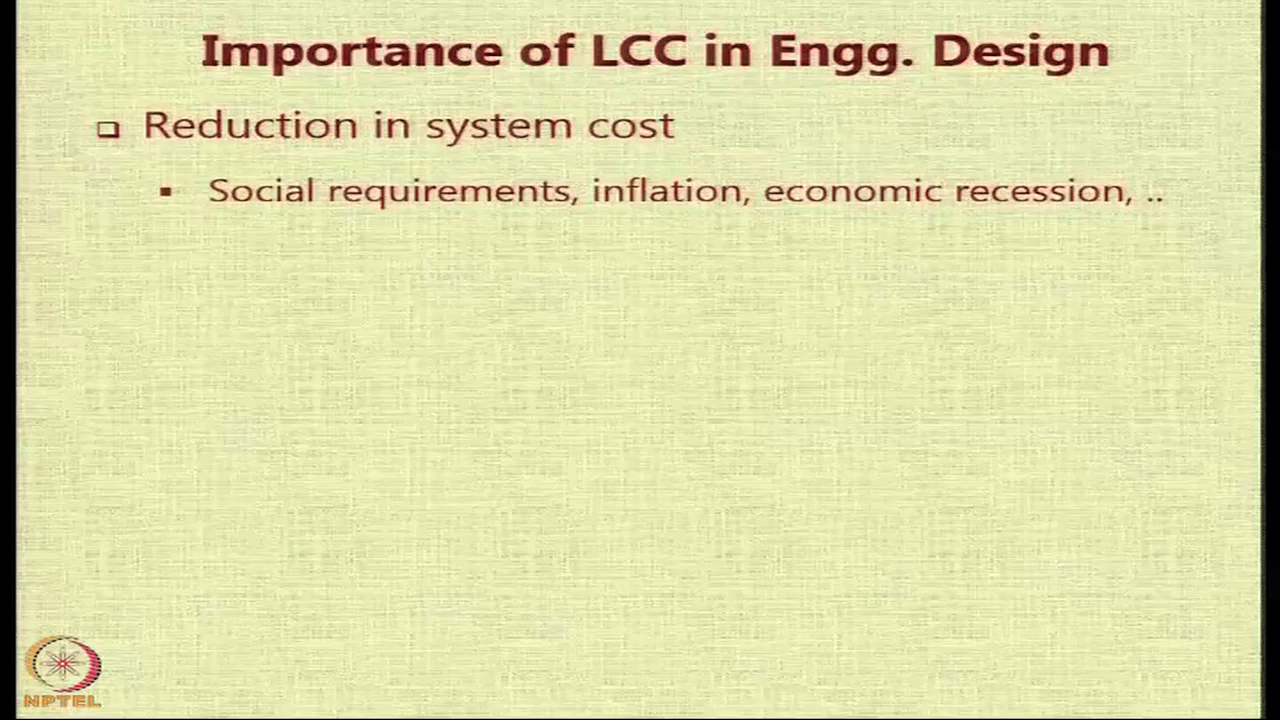 Importance of LCC in Engg. Design
Reduction in system cost
Social requirements, inflation, economic recession, ..
NPTEL